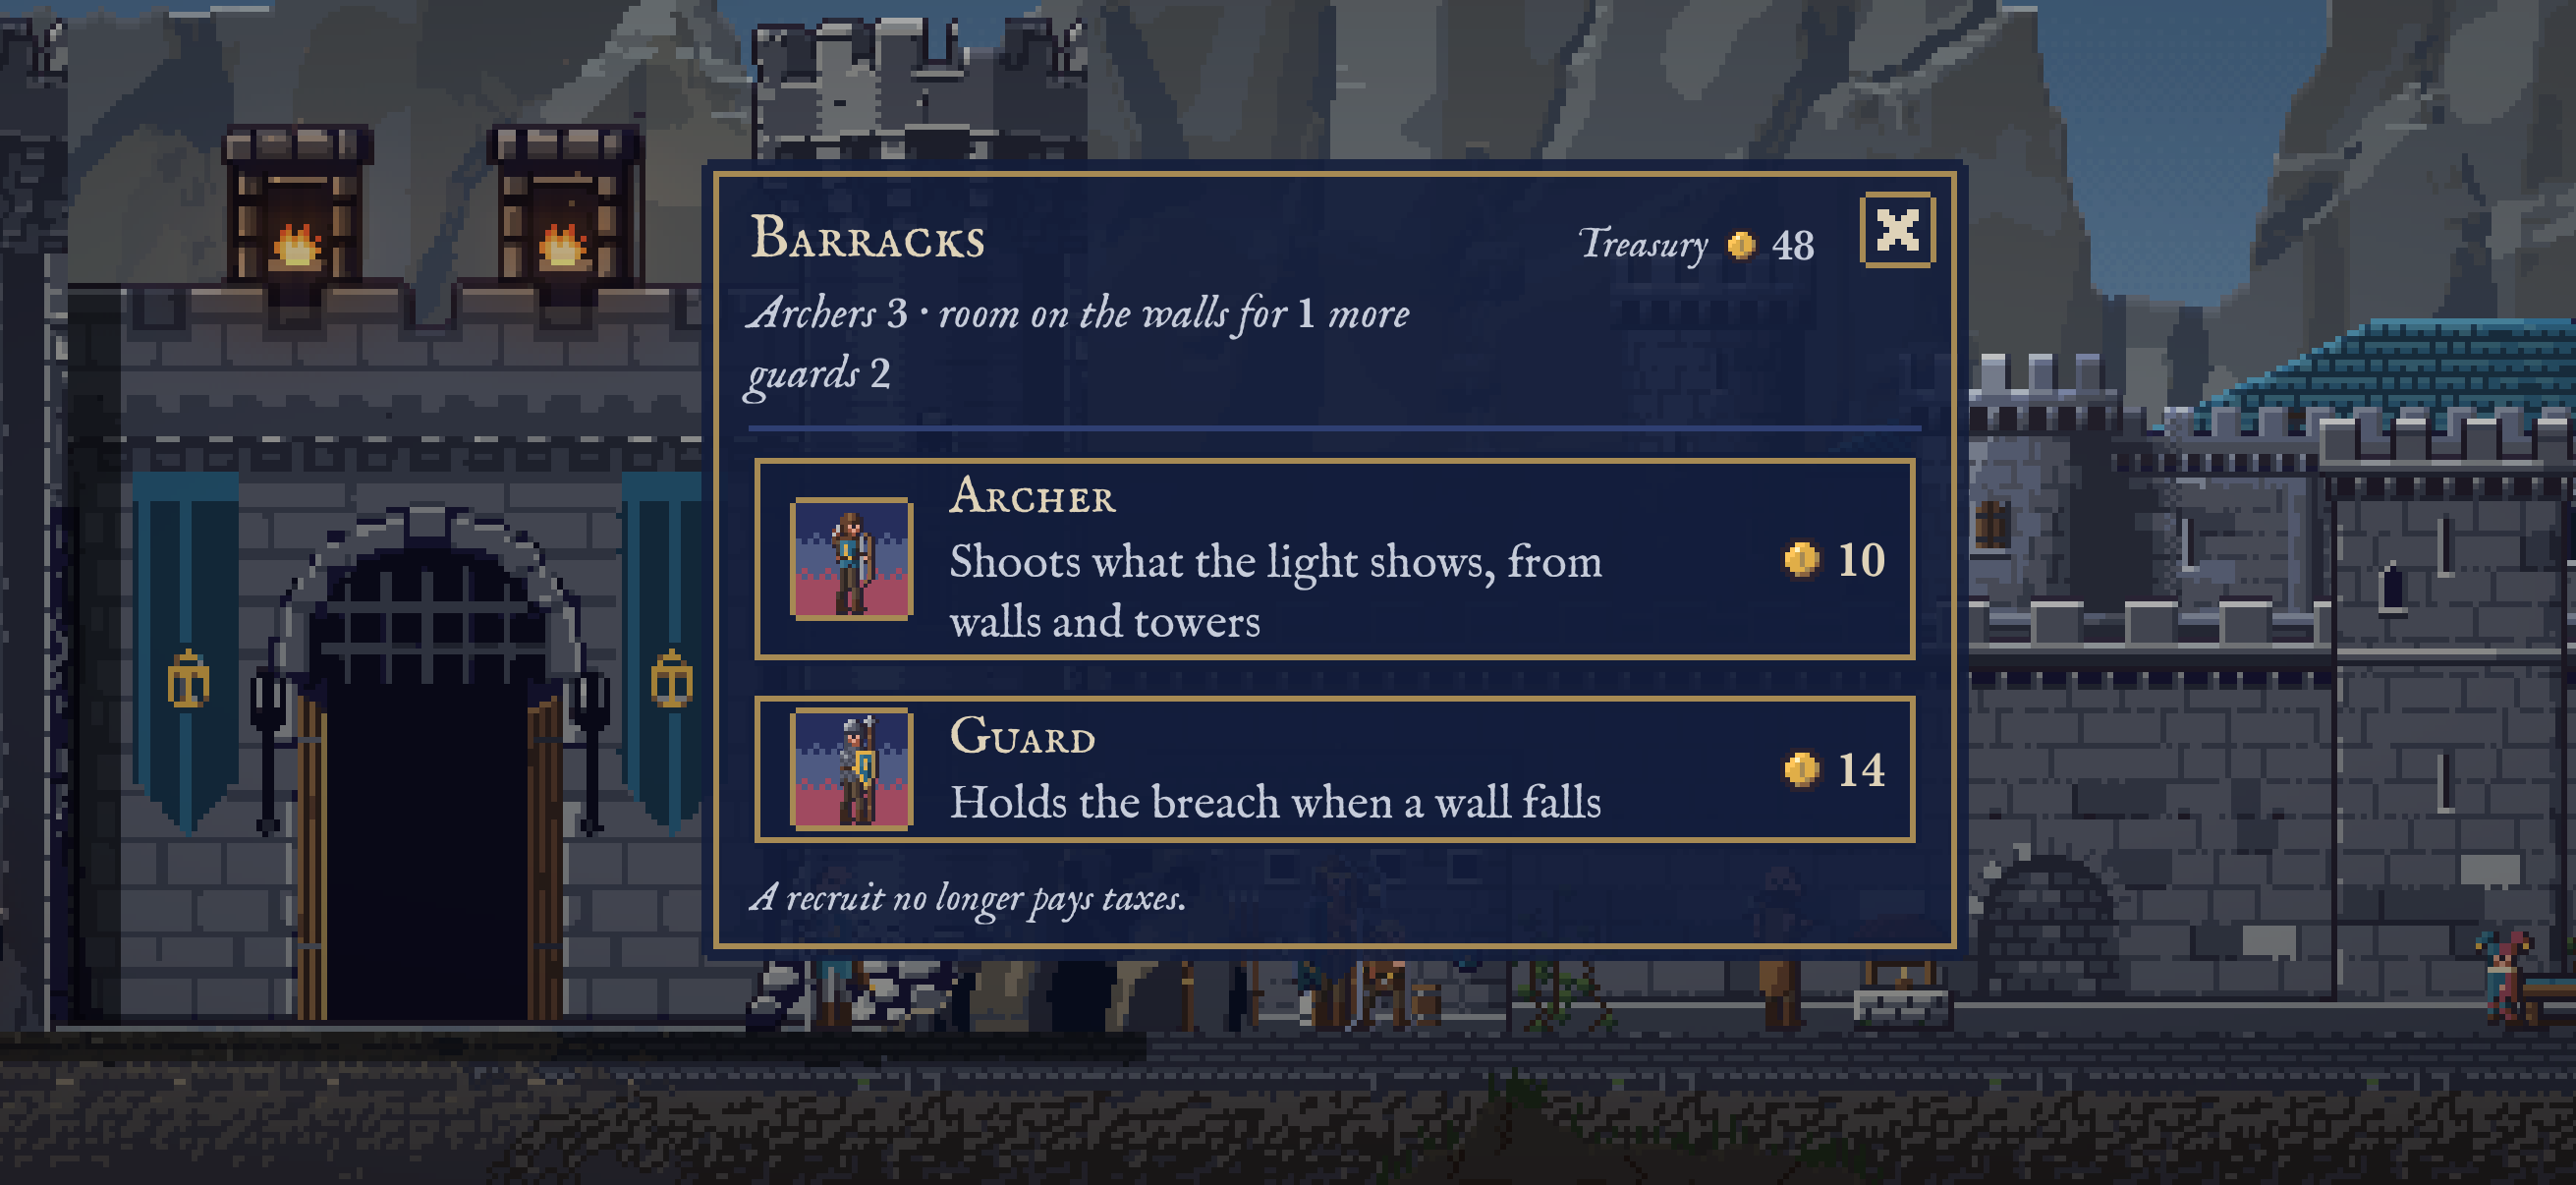 Barracks
Treasury 48
Archers 3 · room on the walls for 1 more
guards 2
Archer
Shoots what the light shows, from
walls and towers
10
Guard
Holds the breach when a wall falls
14
A recruit no longer pays taxes.